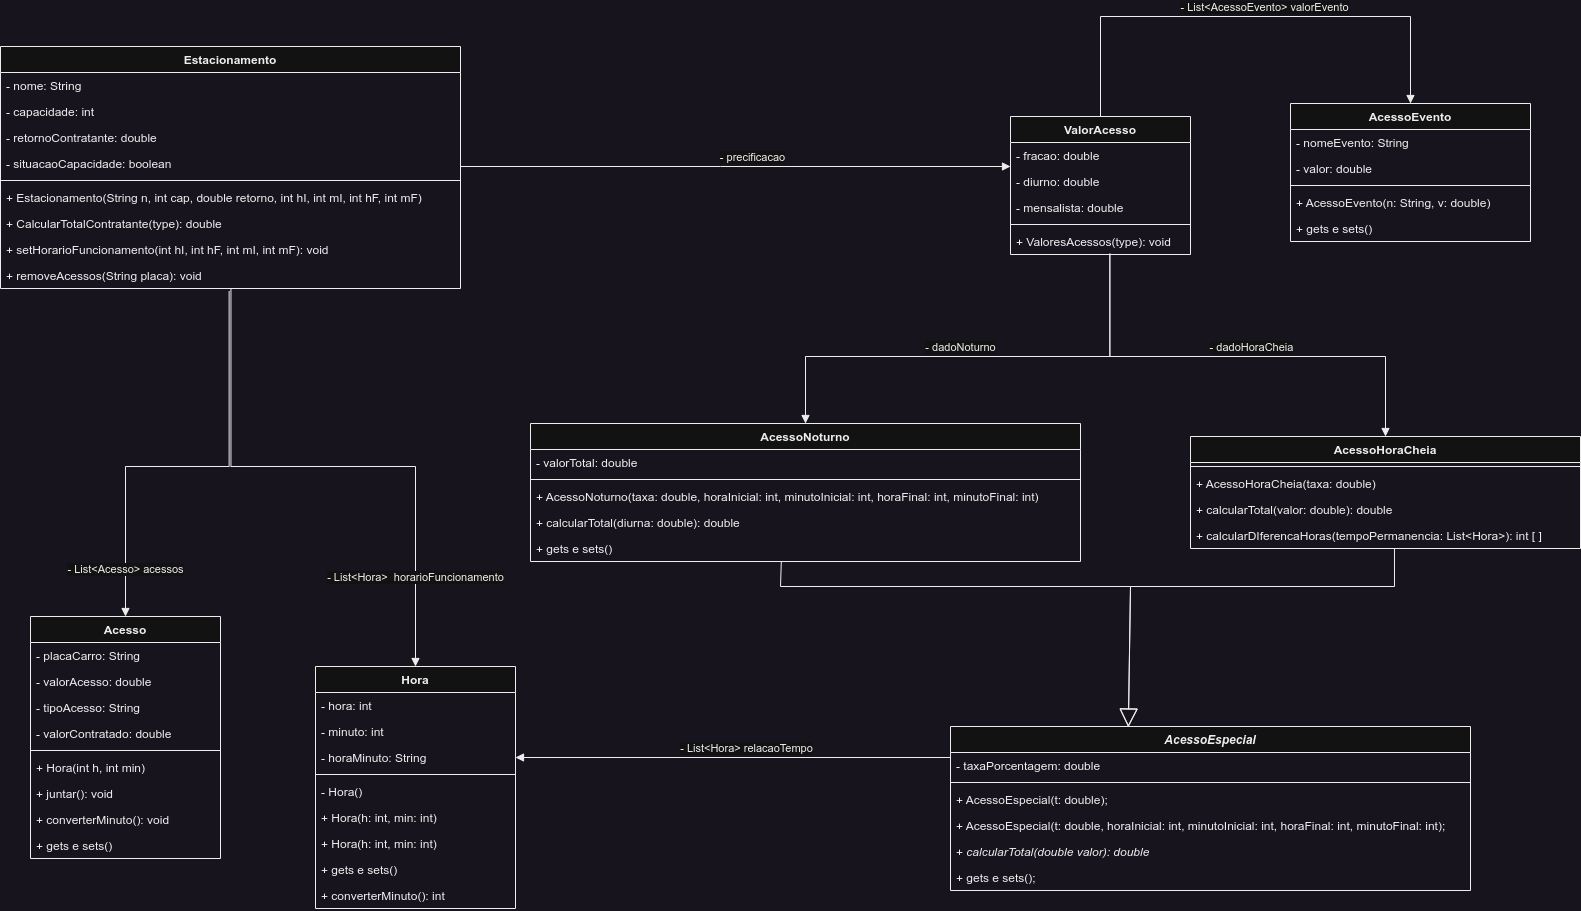 - List<AcessoEvento> valorEvento
Estacionamento
- nome: String
- capacidade: int
- retornoContratante: double
- situacaoCapacidade: boolean
+ Estacionamento(String n, int cap, double retorno, int hI, int mI, int hF, int mF)
+ CalcularTotalContratante(type): double
+ setHorarioFuncionamento(int hI, int hF, int mI, int mF): void
+ removeAcessos(String placa): void
- precificacao
ValorAcesso
- fracao: double
- diurno: double
- mensalista: double
+ ValoresAcessos(type): void
AcessoEvento
- nomeEvento: String
- valor: double
+ AcessoEvento(n: String, v: double)
+ gets e sets()
- dadoNoturno
- dadoHoraCheia
AcessoNoturno
- valorTotal: double
+ AcessoNoturno(taxa: double, horaInicial: int, minutoInicial: int, horaFinal: int, minutoFinal: int)
+ calcularTotal(diurna: double): double
+ gets e sets()
AcessoHoraCheia
+ AcessoHoraCheia(taxa: double)
+ calcularTotal(valor: double): double
+ calcularDIferencaHoras(tempoPermanencia: List<Hora>): int [ ]
- List<Acesso> acessos
- List<Hora>  horarioFuncionamento
Acesso
- placaCarro: String
- valorAcesso: double
- tipoAcesso: String
- valorContratado: double
+ Hora(int h, int min)
+ juntar(): void
+ converterMinuto(): void
+ gets e sets()
Hora
- hora: int
- minuto: int
- horaMinuto: String
- Hora()
+ Hora(h: int, min: int)
+ Hora(h: int, min: int)
+ gets e sets()
+ converterMinuto(): int
- List<Hora> relacaoTempo
AcessoEspecial
- taxaPorcentagem: double
+ AcessoEspecial(t: double);
+ AcessoEspecial(t: double, horaInicial: int, minutoInicial: int, horaFinal: int, minutoFinal: int);
+ calcularTotal(double valor): double
+ gets e sets();